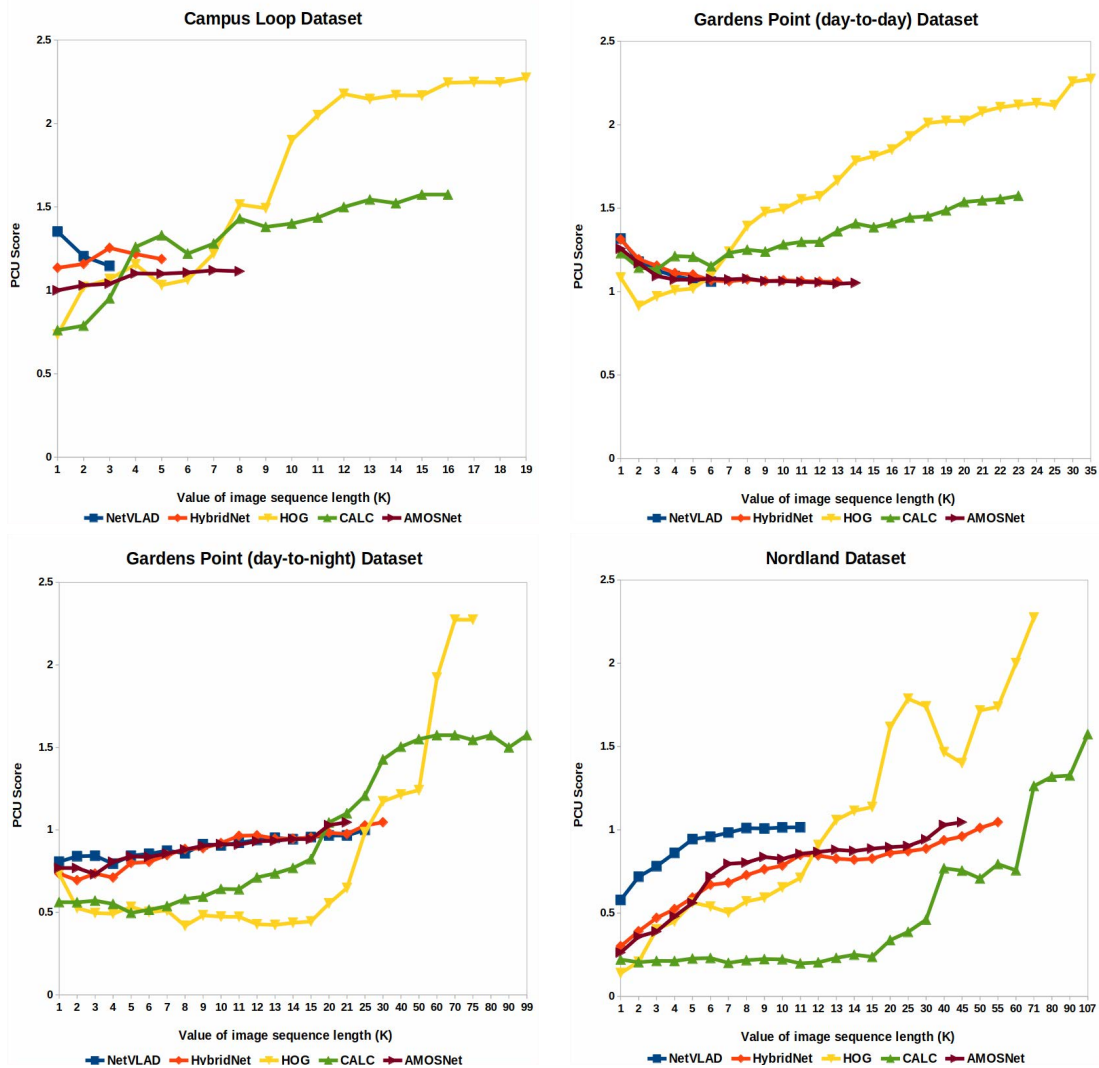 Campus Loop Dataset
2.5
2
1.5
1
0.5
0
PCU Score
1 2 3 4 5 6 7 8 9 10 11 12 13 14 15 16 17 18 19
Value of image sequence length (K)
NetVLAD HybridNet HOG CALC AMOSNet
Gardens Point (day-to-day) Dataset
2.5
2
1.5
1
0.5
0
PCU Score
1 2 3 4 5 6 7 8 9 10 11 12 13 14 15 16 17 18 19 20 21 22 23 24 25 30 35
Value of image sequence length (K)
NetVLAD HybridNet HOG CALC AMOSNet
Gardens Point (day-to-night) Dataset
2.5
2
1.5
1
0.5
0
PCU Score
1 2 3 4 5 6 7 8 9 10 11 12 13 14 15 20 21 25 30 40 50 60 70 75 80 90 99
Value of image sequence length (K)
NetVLAD HybridNet HOG CALC AMOSNet
Nordland Dataset
2.5
2
1.5
1
0.5
0
PCU Score
1 2 3 4 5 6 7 8 9 10 11 12 13 14 15 20 25 30 40 45 50 55 60 71 80 90 107
Value of image sequence length (K)
NetVLAD HybridNet HOG CALC AMOSNet